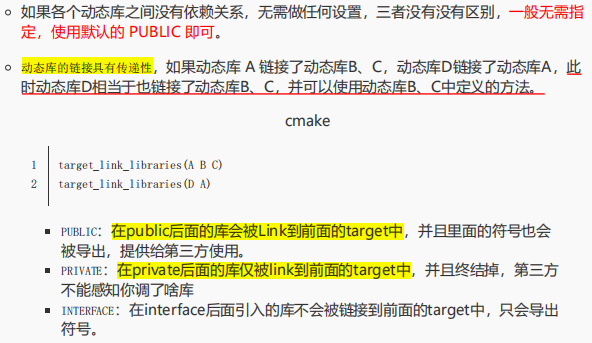 如果各个动态库之间没有依赖关系，无需做任何设置，三者没有没有区别，一般无需指
定，使用默认的 PUBLIC 即可。
动态库的链接具有传递性，如果动态库 A 链接了动态库B、C，动态库D链接了动态库A，此
时动态库D相当于也链接了动态库B、C，并可以使用动态库B、C中定义的方法。
cmake
1 target_link_libraries(A B C)
2 target_link_libraries(D A)
PUBLIC：在public后面的库会被Link到前面的target中，并且里面的符号也会
被导出，提供给第三方使用。
PRIVATE：在private后面的库仅被link到前面的target中，并且终结掉，第三方
不能感知你调了啥库
INTERFACE：在interface后面引入的库不会被链接到前面的target中，只会导出
符号。